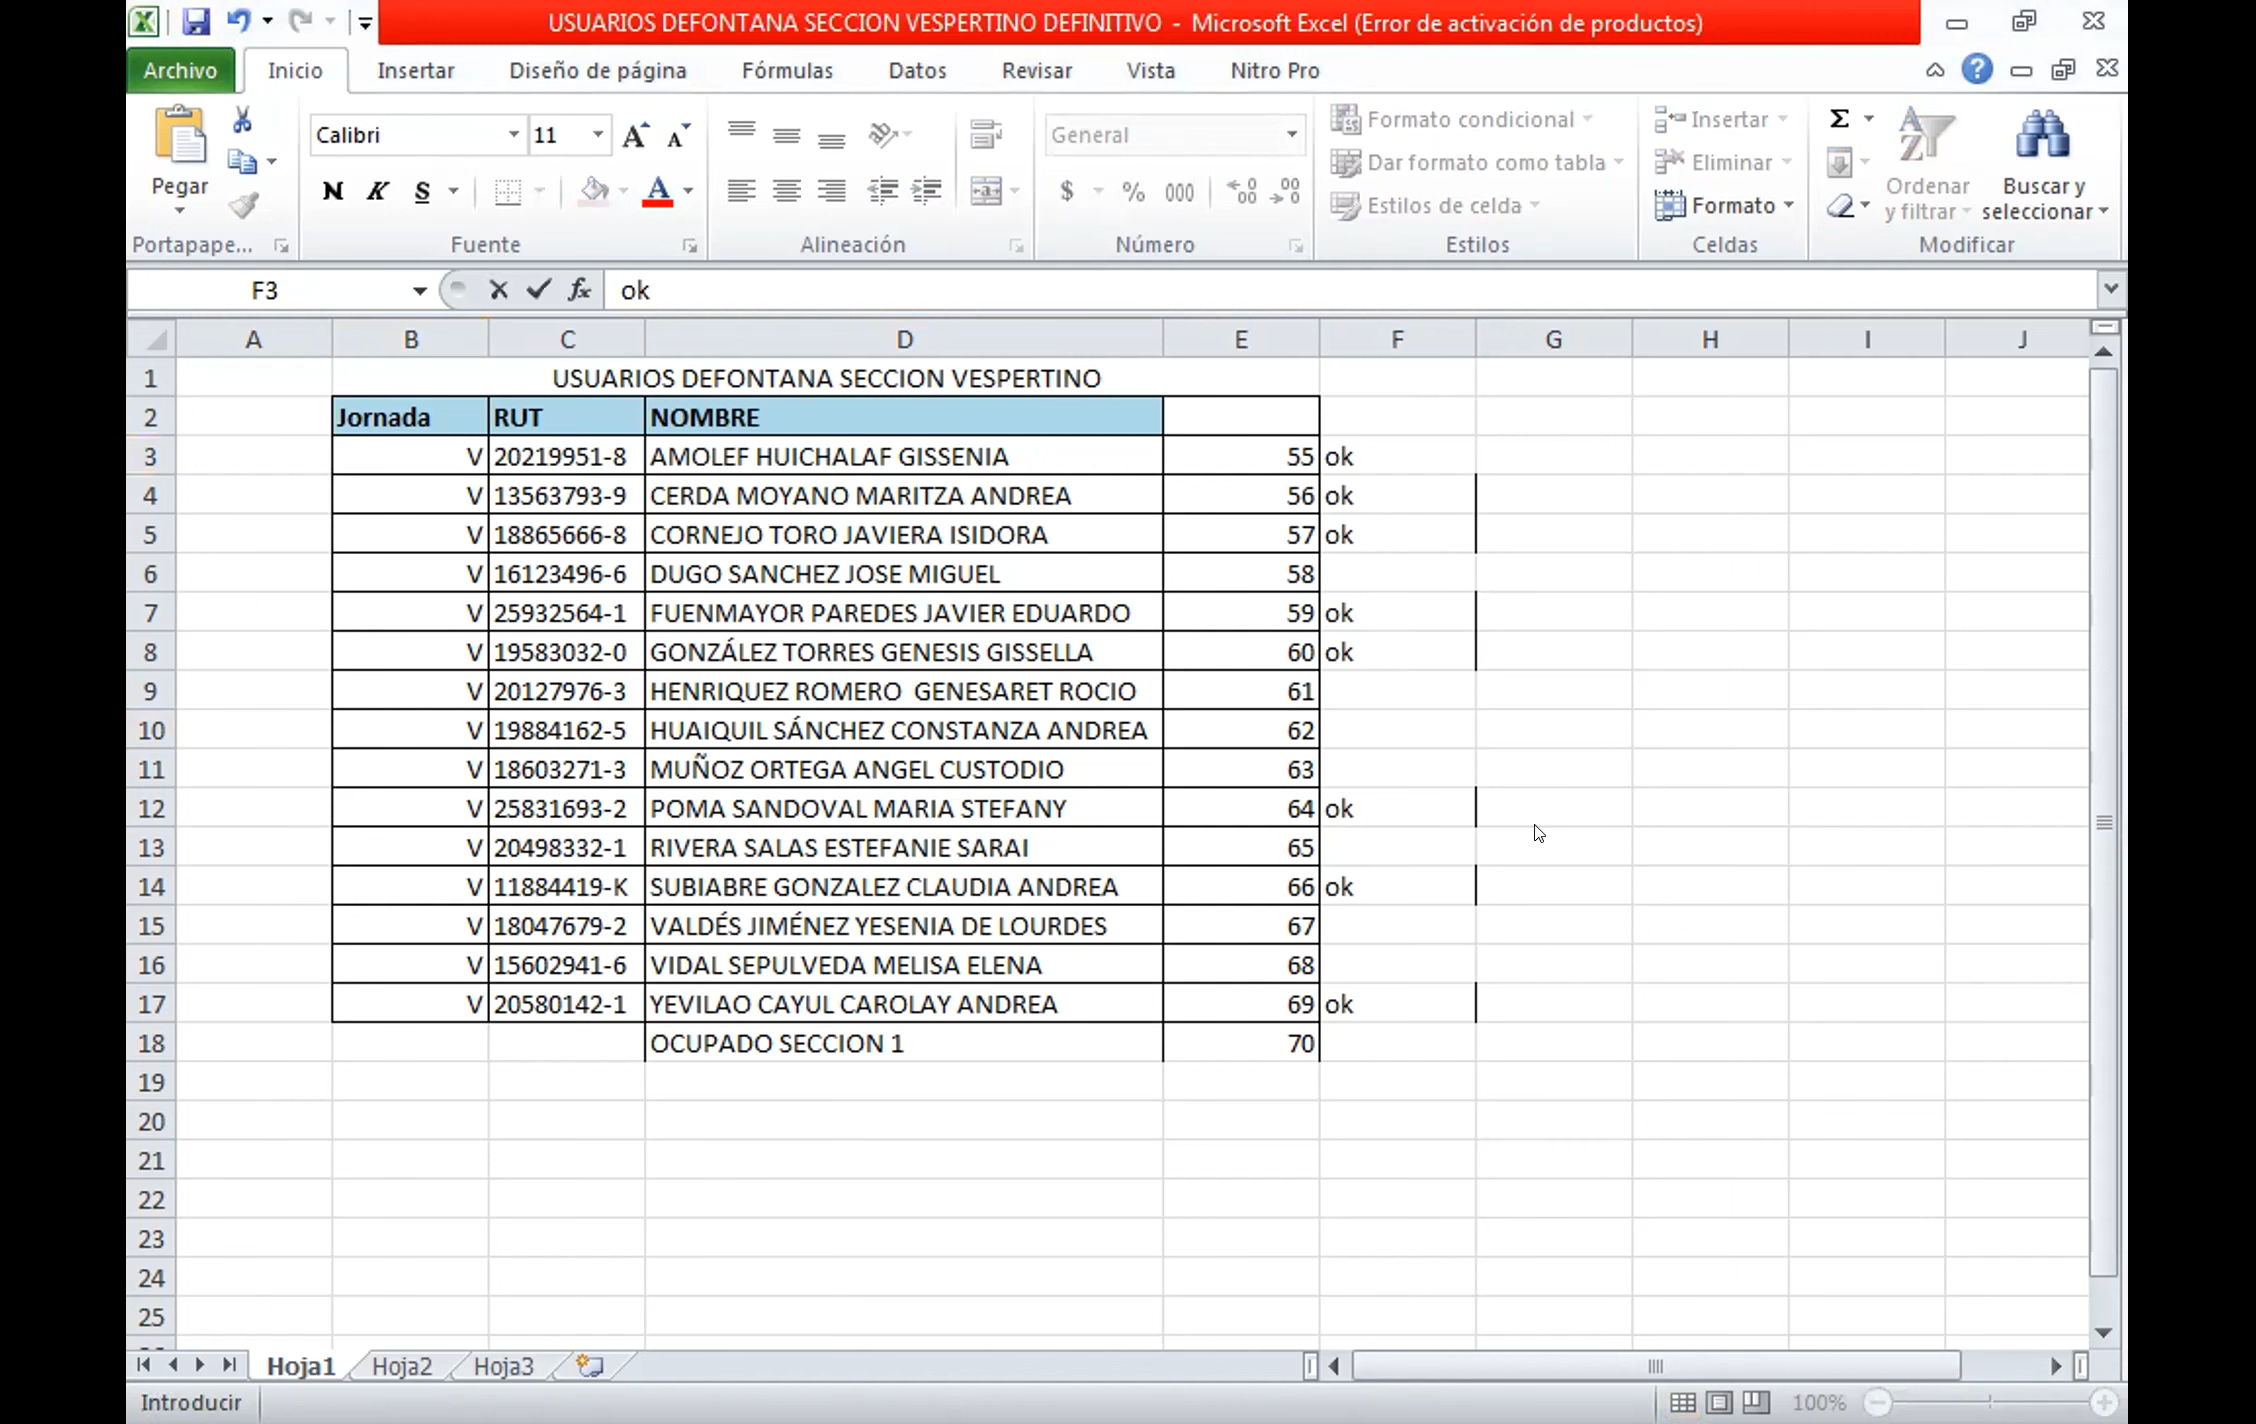 USUARIOS DEFONTANA SECCION VESPERTINO DEFINITIVO - Microsoft Excel (Error de activación de productos)
Archivo Inicio Insertar Diseño de página Fórmulas Datos Revisar Vista Nitro Pro
Calibri 11 General Formato condicional Insertar Σ
Dar formato como tabla Eliminar
Pegar N K S A $ % 000 Estilos de celda Formato Ordenar y filtrar Buscar y seleccionar
Portapape... Fuente Alineación Número Estilos Celdas Modificar
F3 fx ok
A B C D E F G H I J
1 USUARIOS DEFONTANA SECCION VESPERTINO
2 Jornada RUT NOMBRE
3 V 20219951-8 AMOLEF HUICHALAF GISSENIA 55 ok
4 V 13563793-9 CERDA MOYANO MARITZA ANDREA 56 ok
5 V 18865666-8 CORNEJO TORO JAVIERA ISIDORA 57 ok
6 V 16123496-6 DUGO SANCHEZ JOSE MIGUEL 58
7 V 25932564-1 FUENMAYOR PAREDES JAVIER EDUARDO 59 ok
8 V 19583032-0 GONZÁLEZ TORRES GENESIS GISSELLA 60 ok
9 V 20127976-3 HENRIQUEZ ROMERO  GENESARET ROCIO 61
10 V 19884162-5 HUAIQUIL SÁNCHEZ CONSTANZA ANDREA 62
11 V 18603271-3 MUÑOZ ORTEGA ANGEL CUSTODIO 63
12 V 25831693-2 POMA SANDOVAL MARIA STEFANY 64 ok
13 V 20498332-1 RIVERA SALAS ESTEFANIE SARAI 65
14 V 11884419-K SUBIABRE GONZALEZ CLAUDIA ANDREA 66 ok
15 V 18047679-2 VALDÉS JIMÉNEZ YESENIA DE LOURDES 67
16 V 15602941-6 VIDAL SEPULVEDA MELISA ELENA 68
17 V 20580142-1 YEVILAO CAYUL CAROLAY ANDREA 69 ok
18 OCUPADO SECCION 1 70
19
20
21
22
23
24
25
Hoja1 Hoja2 Hoja3
Introducir 100%